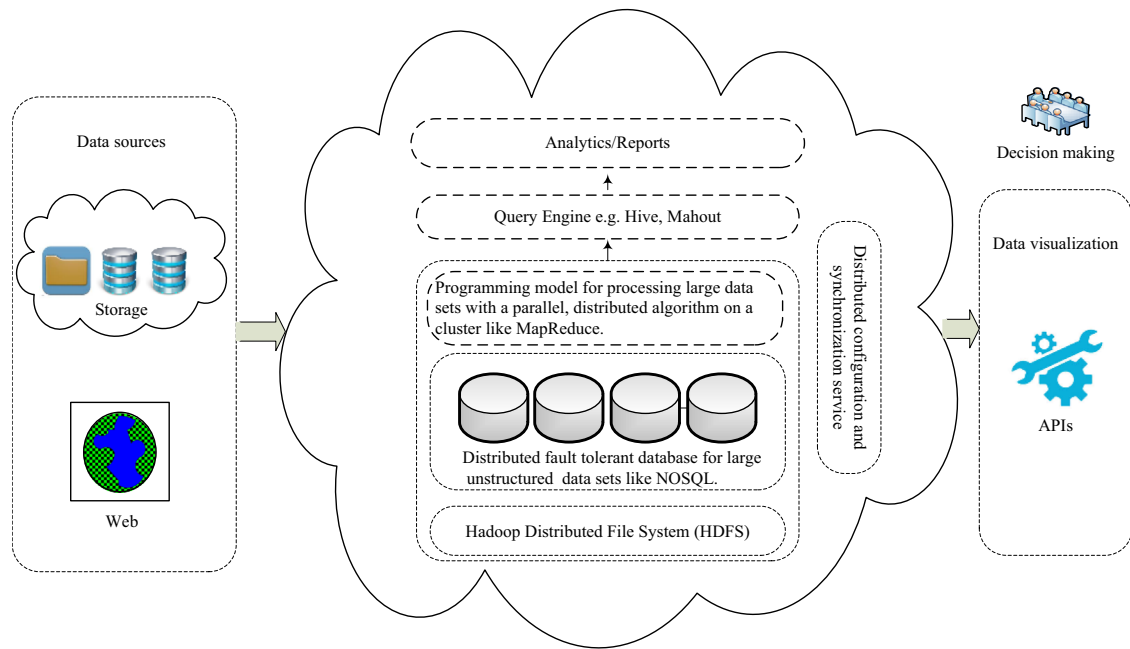 Data sources
Storage
Web
Analytics/Reports
Query Engine e.g. Hive, Mahout
Programming model for processing large data
sets with a parallel, distributed algorithm on a
cluster like MapReduce.
Distributed fault tolerant database for large
unstructured data sets like NOSQL.
Hadoop Distributed File System (HDFS)
Distributed configuration and
synchronization service
Decision making
Data visualization
APIs